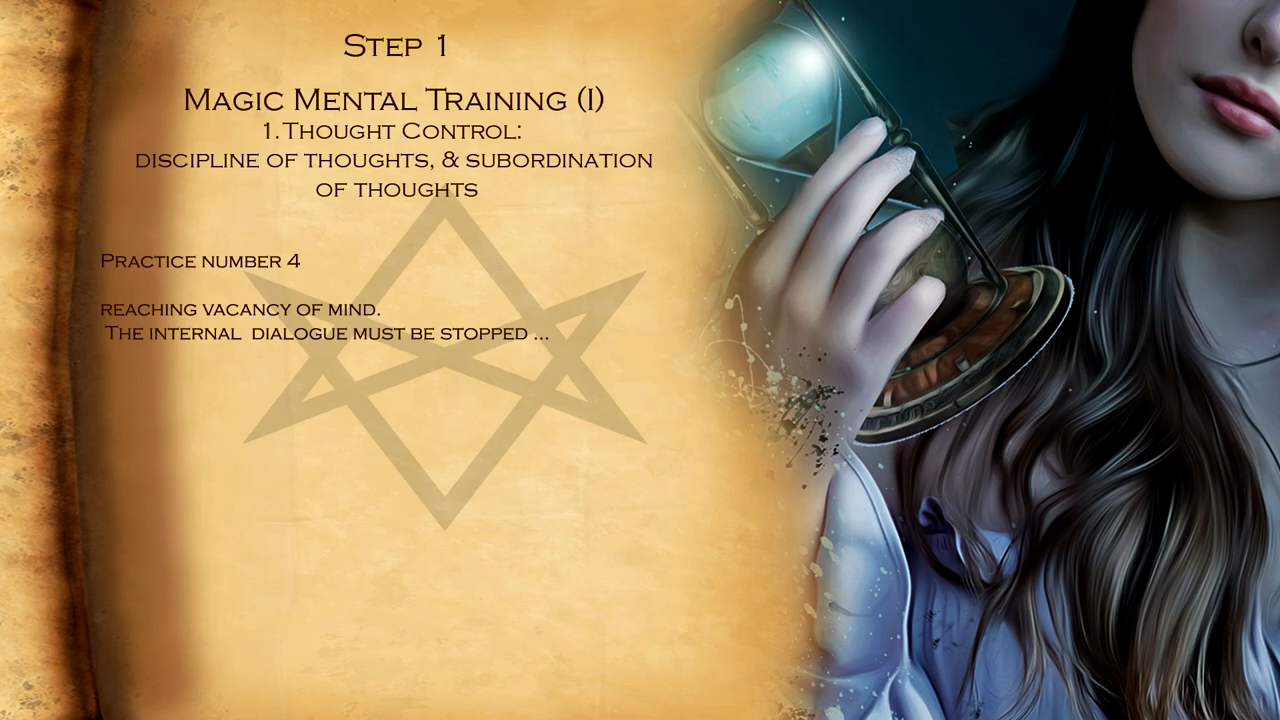 Step 1
Magic Mental Training (I)
1.Thought Control:
discipline of thoughts, & subordination
of thoughts
Practice number 4
reaching vacancy of mind.
The internal dialogue must be stopped ...